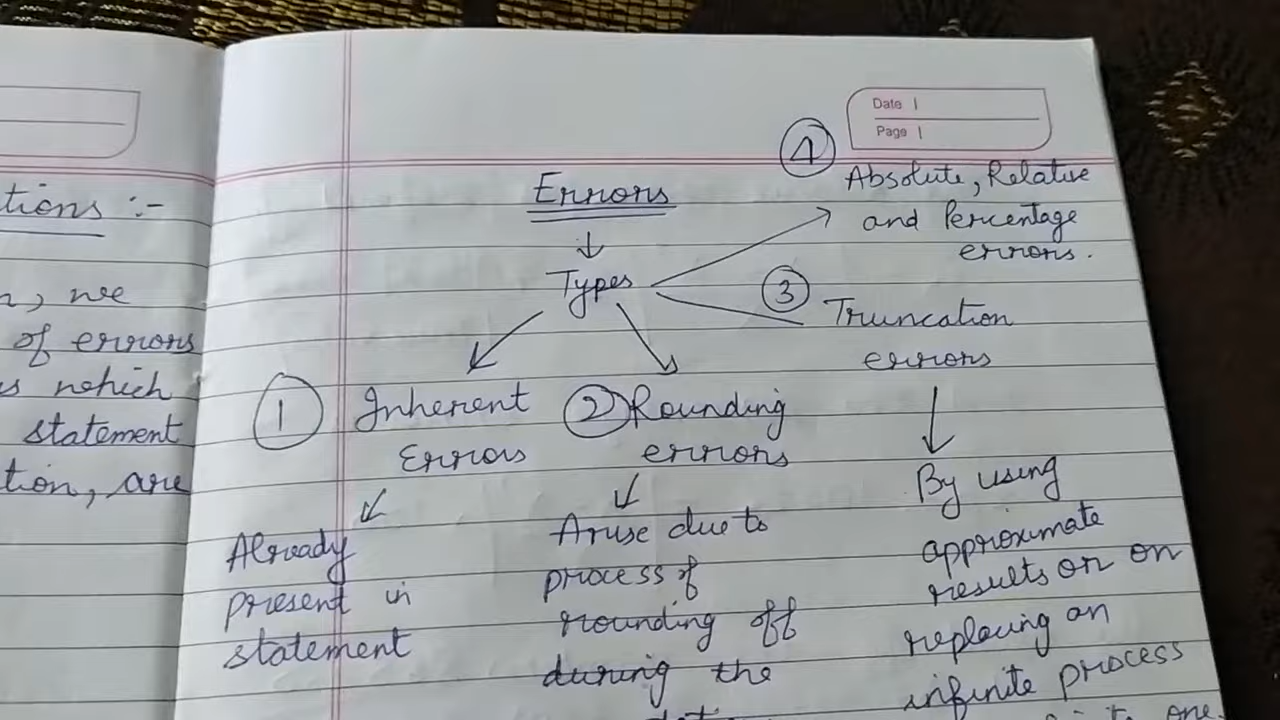 tions :-
we
of errors
which
statement
tion, are
Date
Page
Errors
↓
Types
4
Absolute, Relative
and Percentage
errors.
3
Truncation
errors
By using
approximate
results or on
replacing an
infinite process
one.
1
Inherent
Errors
Already
present in
statement
2
Rounding
errors
Aruse due to
process of
rounding off
during the